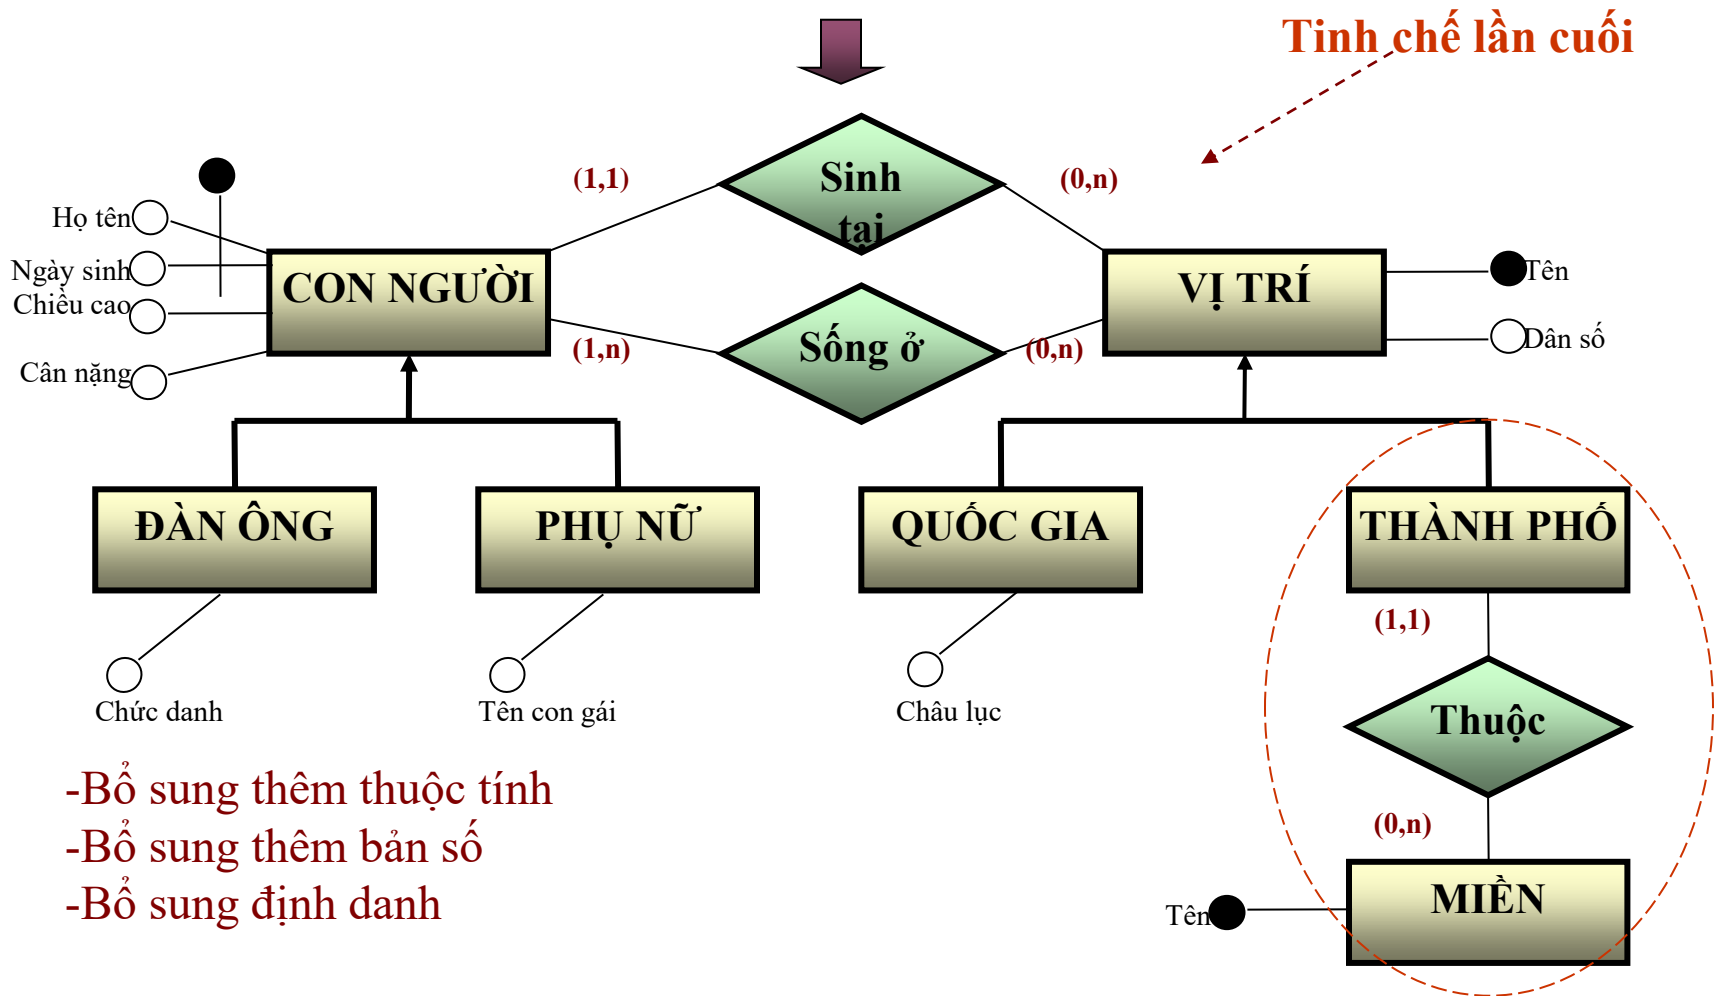 Tinh chế lần cuối
Sinh
tại
(1,1)
(0,n)
Họ tên
Ngày sinh
Chiều cao
Cân nặng
CON NGƯỜI
VỊ TRÍ
Tên
Dân số
Sống ở
(1,n)
(0,n)
ĐÀN ÔNG
PHỤ NỮ
QUỐC GIA
THÀNH PHỐ
Chức danh
Tên con gái
Châu lục
(1,1)
Thuộc
(0,n)
MIỀN
Tên
-Bổ sung thêm thuộc tính
-Bổ sung thêm bản số
-Bổ sung định danh